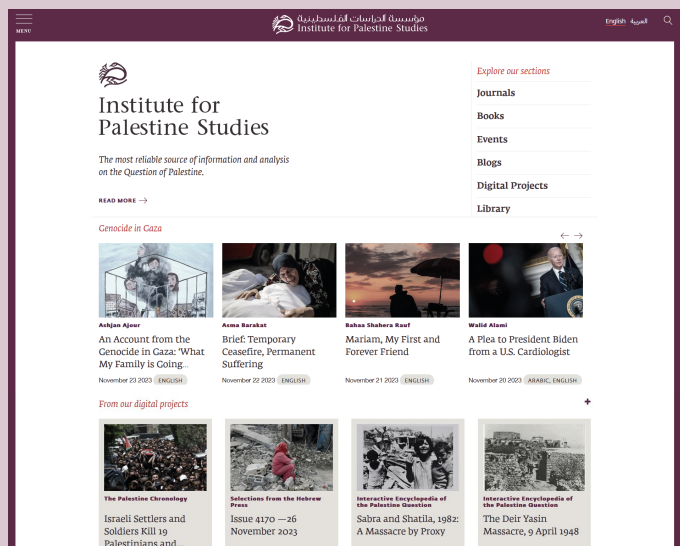 مؤسسة الدراسات الفلسطينية
Institute for Palestine Studies
English العربية
MENU
Institute for
Palestine Studies
The most reliable source of information and analysis
on the Question of Palestine.
READ MORE
Explore our sections
Journals
Books
Events
Blogs
Digital Projects
Library
Genocide in Gaza
Ashjan Ajour
An Account from the
Genocide in Gaza: 'What
My Family is Going...
November 23 2023 ENGLISH
Asma Barakat
Brief: Temporary
Ceasefire, Permanent
Suffering
November 22 2023 ENGLISH
Bahaa Shahera Rauf
Mariam, My First and
Forever Friend
November 21 2023 ENGLISH
Walid Alami
A Plea to President Biden
from a U.S. Cardiologist
November 20 2023 ARABIC, ENGLISH
From our digital projects
The Palestine Chronology
Israeli Settlers and
Soldiers Kill 19
Palestinians and...
Selections from the Hebrew
Press
Issue 4170 —26
November 2023
Interactive Encyclopedia of
the Palestine Question
Sabra and Shatila, 1982:
A Massacre by Proxy
Interactive Encyclopedia of
the Palestine Question
The Deir Yasin
Massacre, 9 April 1948